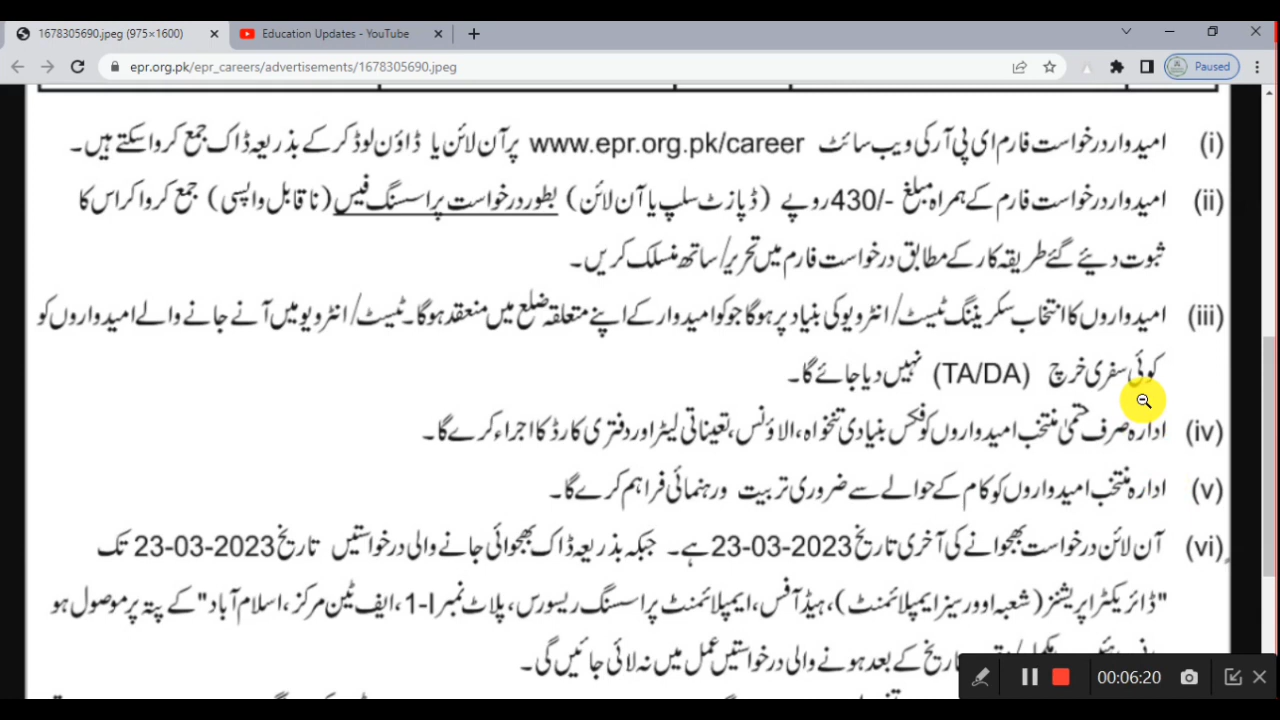 1678305690.jpeg (975×1600)
Education Updates - YouTube
epr.org.pk/epr_careers/advertisements/1678305690.jpeg
Paused
(i) امیدوار درخواست فارم ای پی آر کی ویب سائٹ www.epr.org.pk/career پر آن لائن یا ڈاؤن لوڈ کر کے بذریعہ ڈاک جمع کروا سکتے ہیں۔
(ii) امیدوار درخواست فارم کے ہمراہ مبلغ -/430 روپے (ڈپازٹ سلپ یا آن لائن) بطور درخواست پراسسنگ فیس (نا قابل واپسی) جمع کروا کر اس کا
ثبوت دیئے گئے طریقہ کار کے مطابق درخواست فارم میں تحریر/ساتھ منسلک کریں۔
(iii) امیدواروں کا انتخاب سکریننگ ٹیسٹ/انٹرویو کی بنیاد پر ہوگا جو کو امیدوار کے اپنے متعلقہ ضلع میں منعقد ہوگا۔ ٹیسٹ/انٹرویو میں آنے جانے والے امیدواروں کو
کوئی سفری خرچ (TA/DA) نہیں دیا جائے گا۔
(iv) ادارہ صرف حتمیٰ منتخب امیدواروں کو فکس بنیادی تنخواہ، الاؤنس، تعیناتی لیٹر اور دفتری کارڈ کا اجراء کرے گا۔
(v) ادارہ منتخب امیدواروں کو کام کے حوالے سے ضروری تربیت ورہنمائی فراہم کرے گا۔
(vi) آن لائن درخواست بھجوانے کی آخری تاریخ 23-03-2023 ہے۔ جبکہ بذریعہ ڈاک بھجوائی جانے والی درخواستیں تاریخ 23-03-2023 تک
"ڈائریکٹر اپریشنز (شعبہ اوورسیز ایمپلائمنٹ)، ہیڈ آفس، ایمپلائمنٹ پراسسنگ ریسورس، پلاٹ نمبر 1-I، ایف ٹین مرکز، اسلام آباد" کے پتہ پر موصول ہو
تاریخ کے بعد ہونے والی درخواستیں عمل میں نہ لائی جائیں گی۔
00:06:20